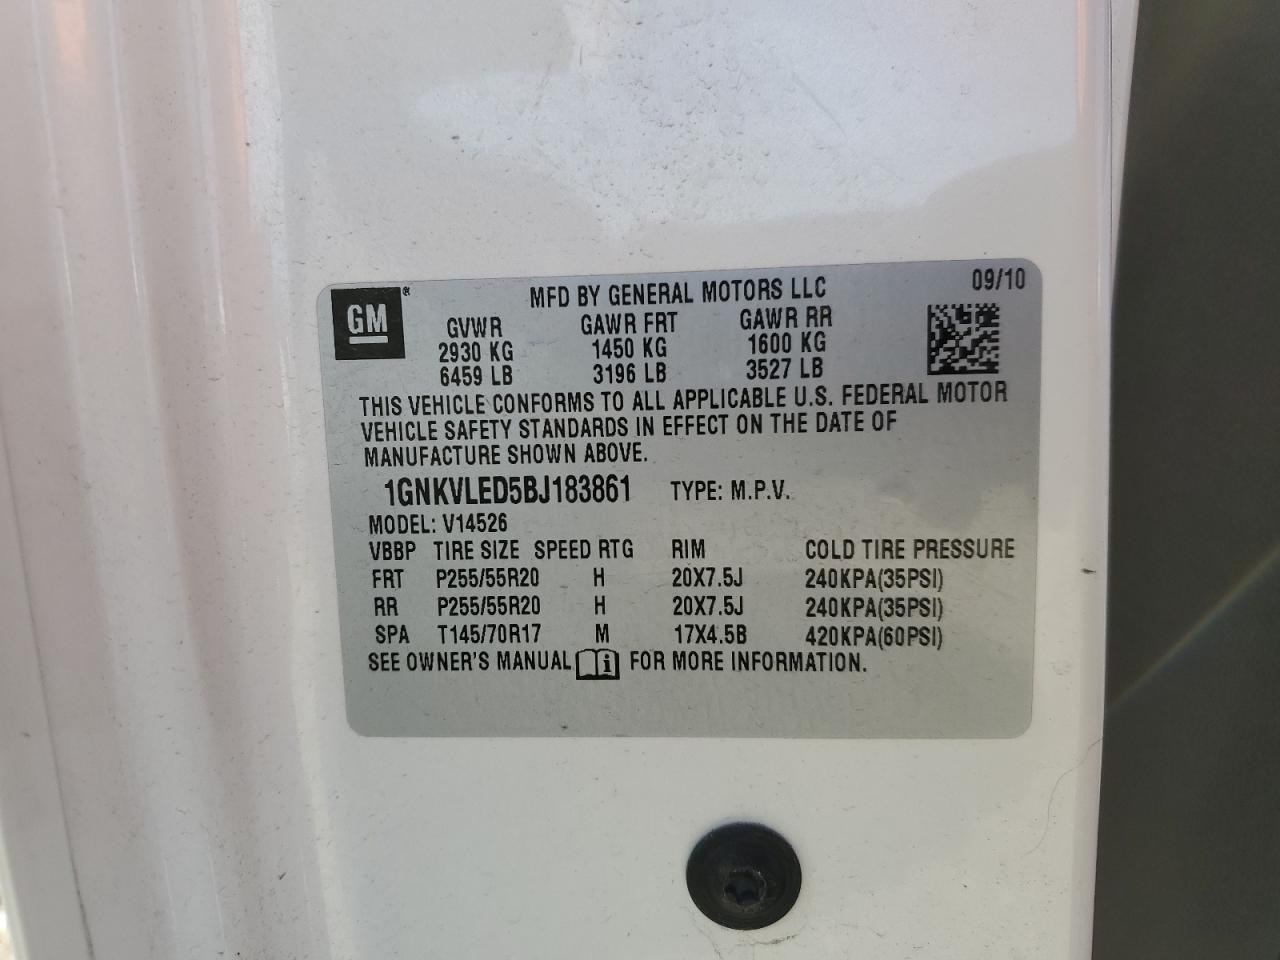 GM®
MFD BY GENERAL MOTORS LLC 09/10
GVWR GAWR FRT GAWR RR
2930 KG 1450 KG 1600 KG
6459 LB 3196 LB 3527 LB
THIS VEHICLE CONFORMS TO ALL APPLICABLE U.S. FEDERAL MOTOR
VEHICLE SAFETY STANDARDS IN EFFECT ON THE DATE OF
MANUFACTURE SHOWN ABOVE.
1GNKVLED5BJ183861 TYPE: M.P.V.
MODEL: V14526
VBBP TIRE SIZE SPEED RTG RIM COLD TIRE PRESSURE
FRT P255/55R20 H 20X7.5J 240KPA(35PSI)
RR P255/55R20 H 20X7.5J 240KPA(35PSI)
SPA T145/70R17 M 17X4.5B 420KPA(60PSI)
SEE OWNER'S MANUAL i FOR MORE INFORMATION.